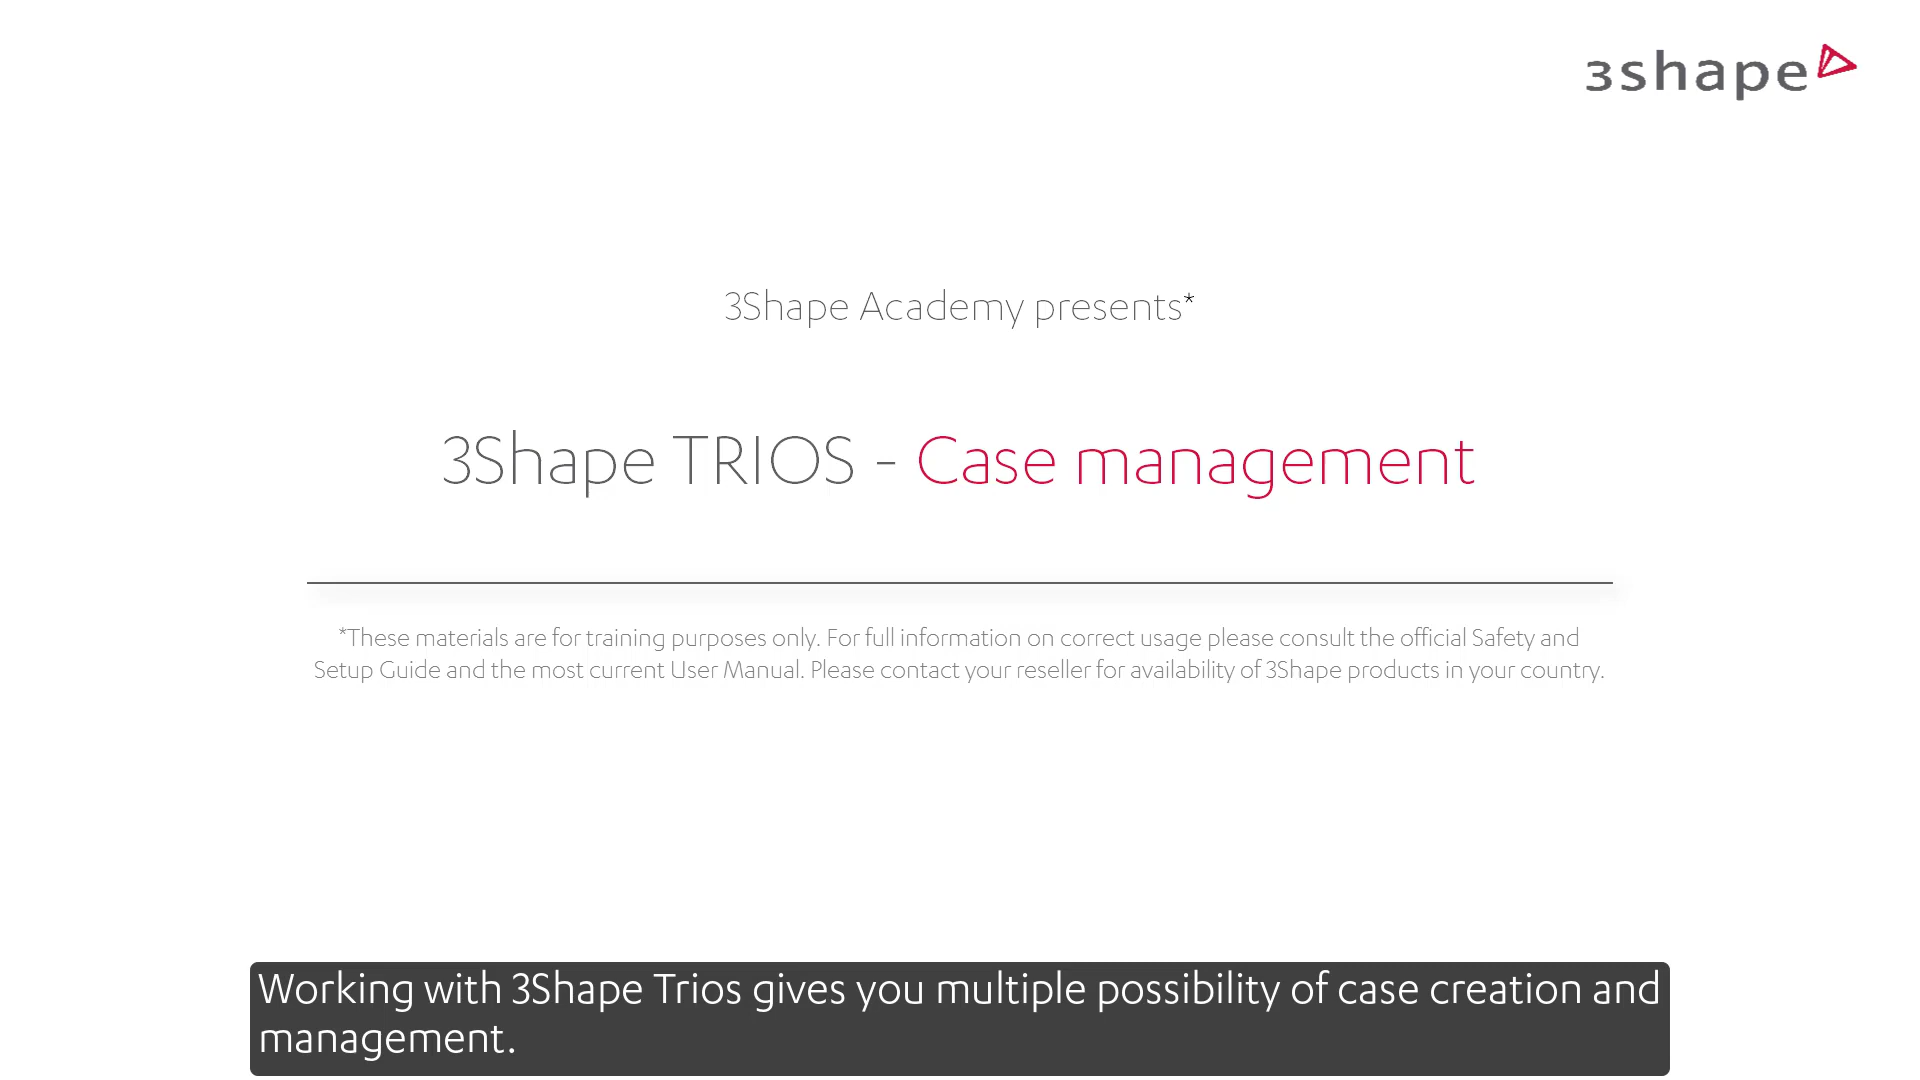 3shape
3Shape Academy presents*
3Shape TRIOS - Case management
*These materials are for training purposes only. For full information on correct usage please consult the official Safety and
Setup Guide and the most current User Manual. Please contact your reseller for availability of 3Shape products in your country.
Working with 3Shape Trios gives you multiple possibility of case creation and
management.